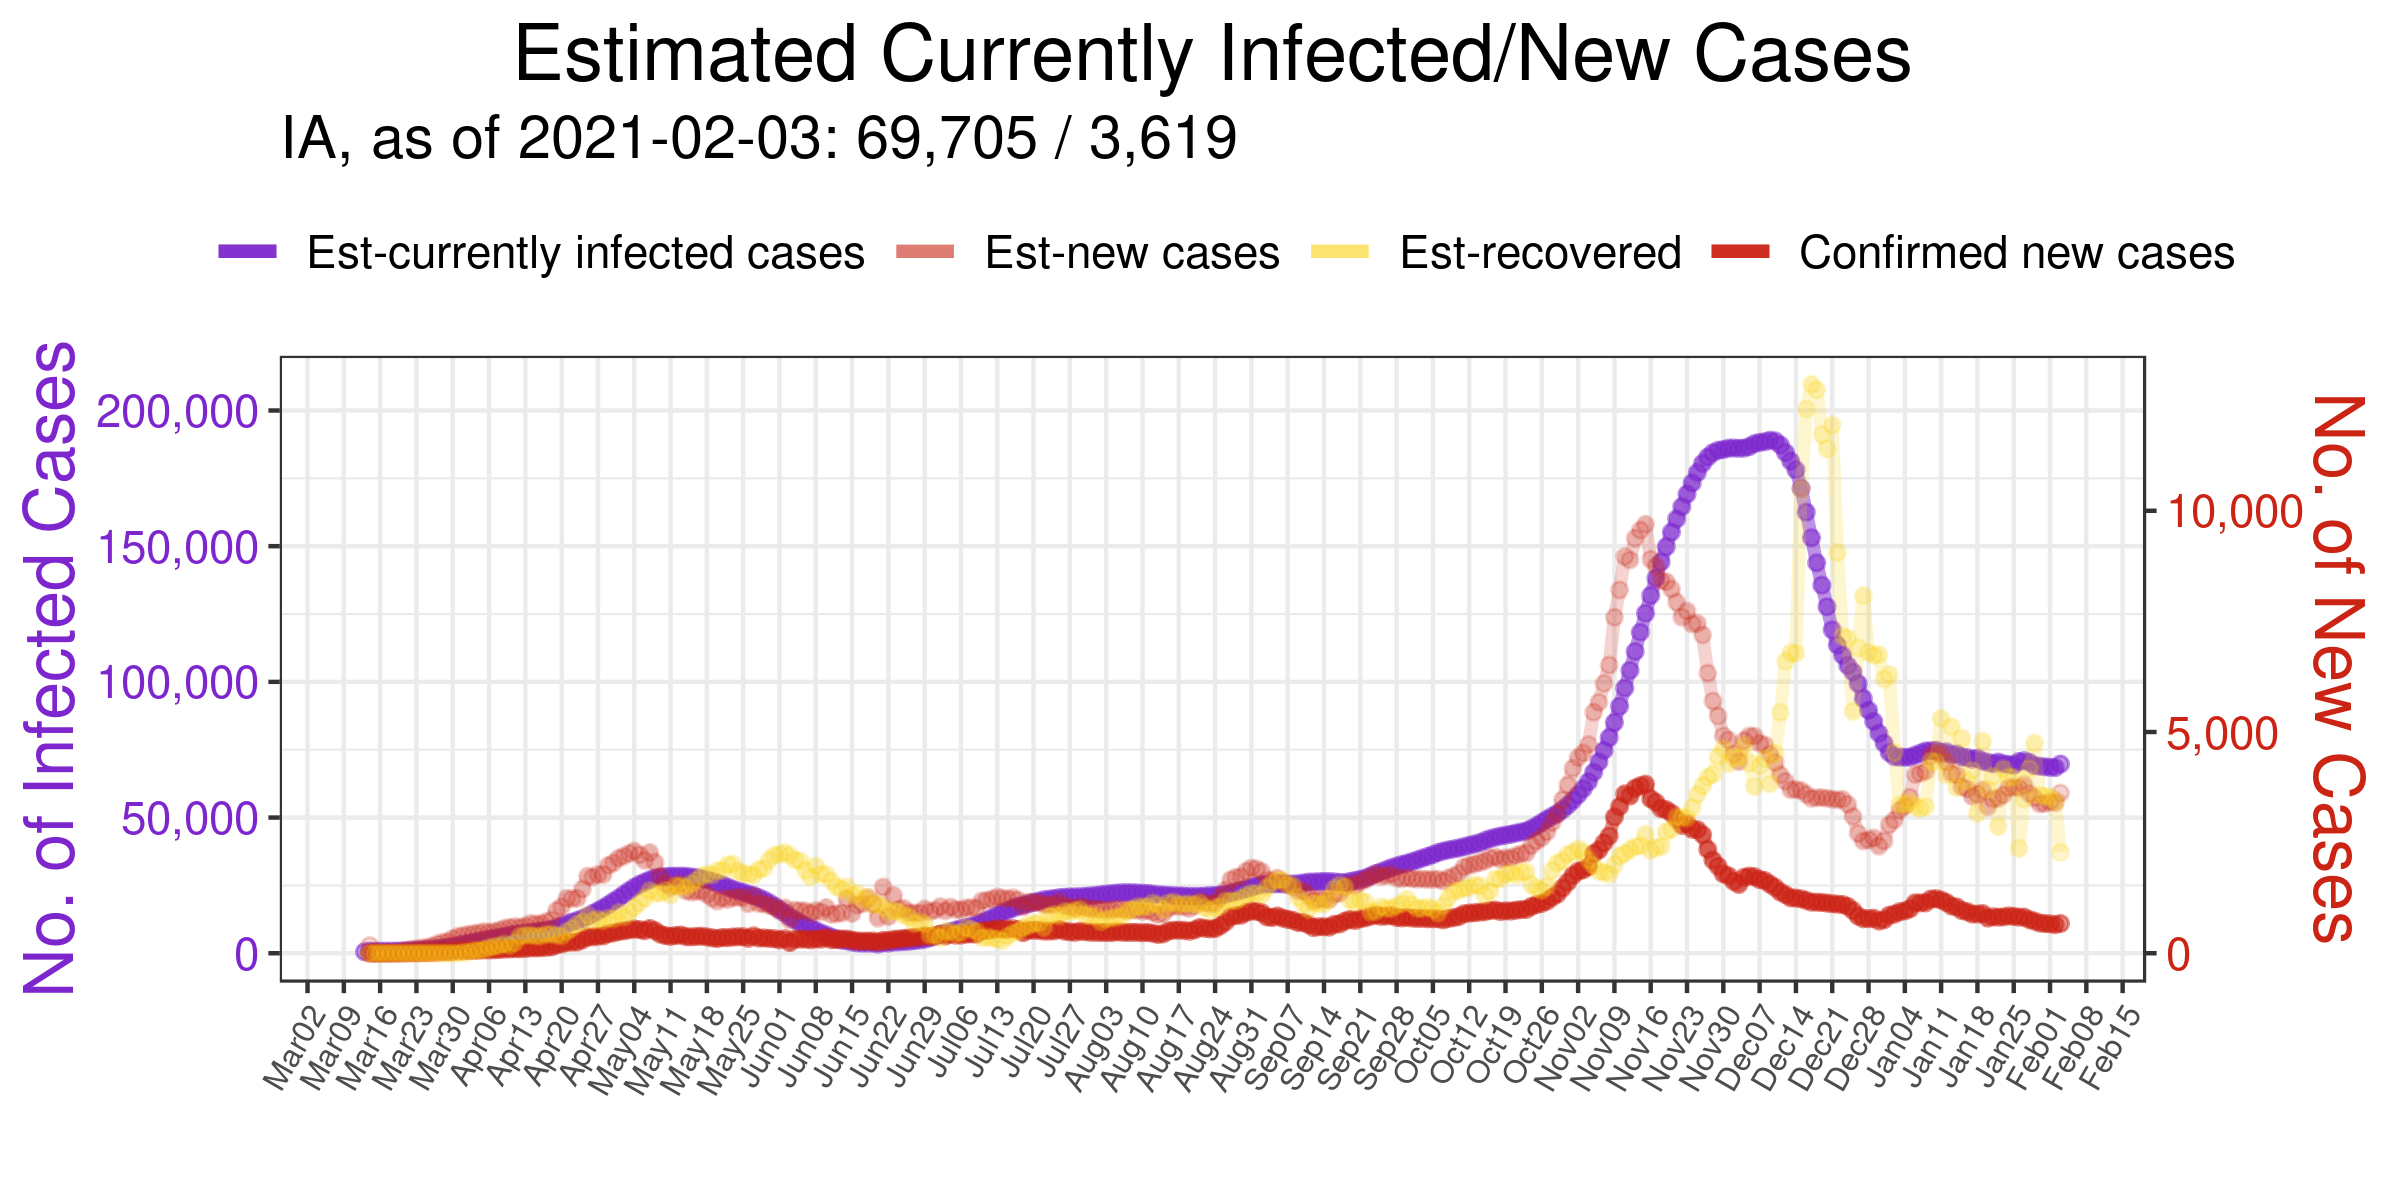 Estimated Currently Infected/New Cases
IA, as of 2021-02-03: 69,705 / 3,619
Est-currently infected cases
Est-new cases
Est-recovered
Confirmed new cases
No. of Infected Cases
200,000
150,000
100,000
50,000
0
No. of New Cases
10,000
5,000
0
Mar02
Mar09
Mar16
Mar23
Mar30
Apr06
Apr13
Apr20
Apr27
May04
May11
May18
May25
Jun01
Jun08
Jun15
Jun22
Jun29
Jul06
Jul13
Jul20
Jul27
Aug03
Aug10
Aug17
Aug24
Aug31
Sep07
Sep14
Sep21
Sep28
Oct05
Oct12
Oct19
Oct26
Nov02
Nov09
Nov16
Nov23
Nov30
Dec07
Dec14
Dec21
Dec28
Jan04
Jan11
Jan18
Jan25
Feb01
Feb08
Feb15